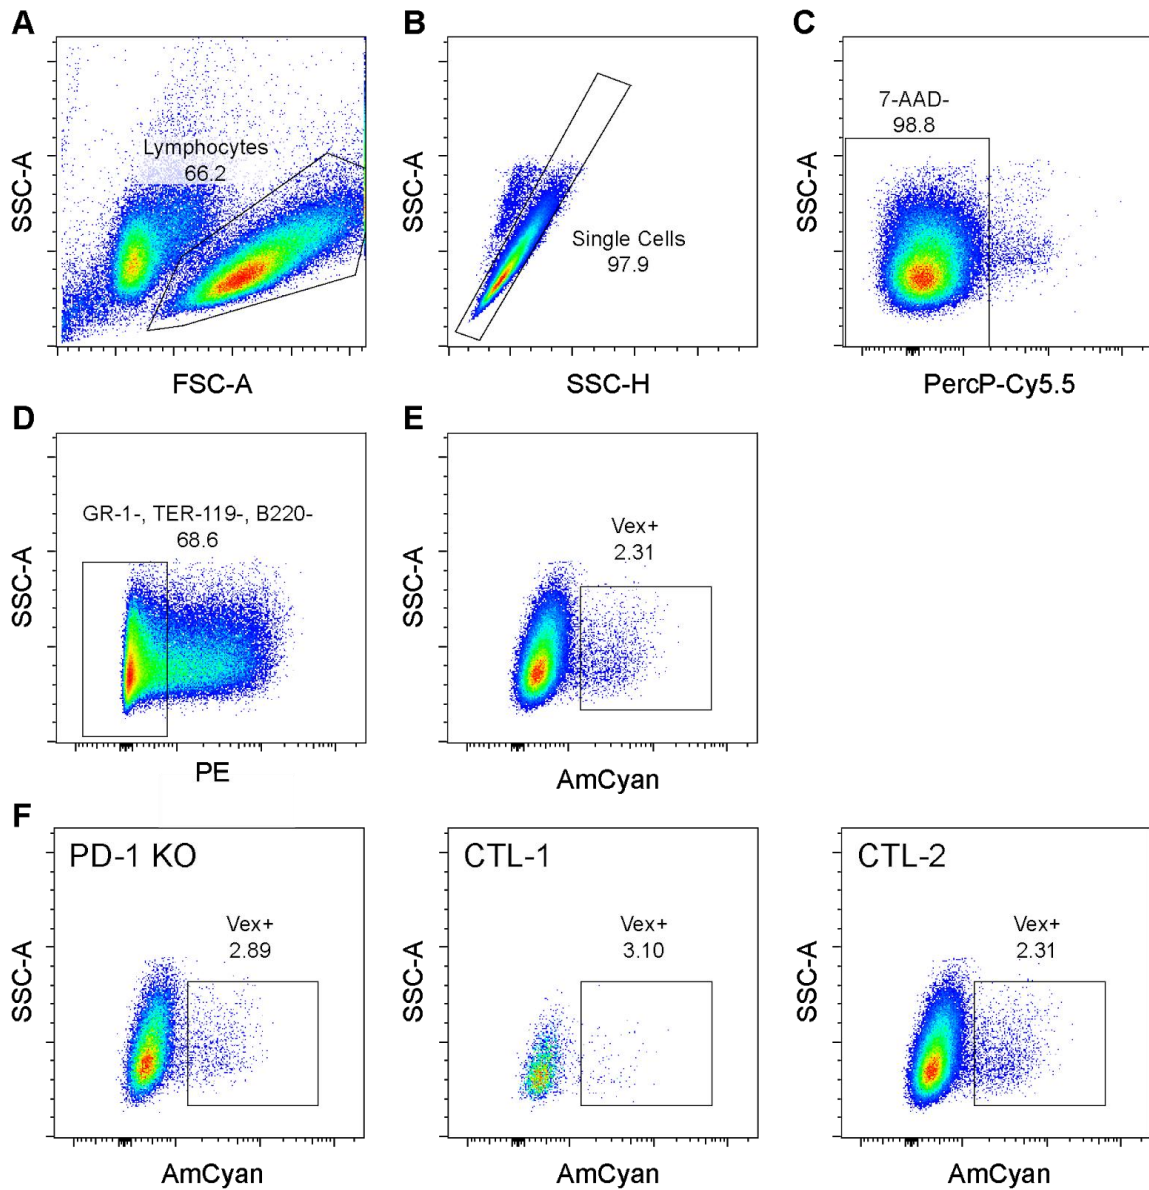 A
SSC-A
Lymphocytes
66.2
FSC-A
B
SSC-A
Single Cells
97.9
SSC-H
C
SSC-A
7-AAD-
98.8
PercP-Cy5.5
D
SSC-A
GR-1-, TER-119-, B220-
68.6
PE
E
SSC-A
Vex+
2.31
AmCyan
F
PD-1 KO
SSC-A
Vex+
2.89
AmCyan
CTL-1
SSC-A
Vex+
3.10
AmCyan
CTL-2
SSC-A
Vex+
2.31
AmCyan